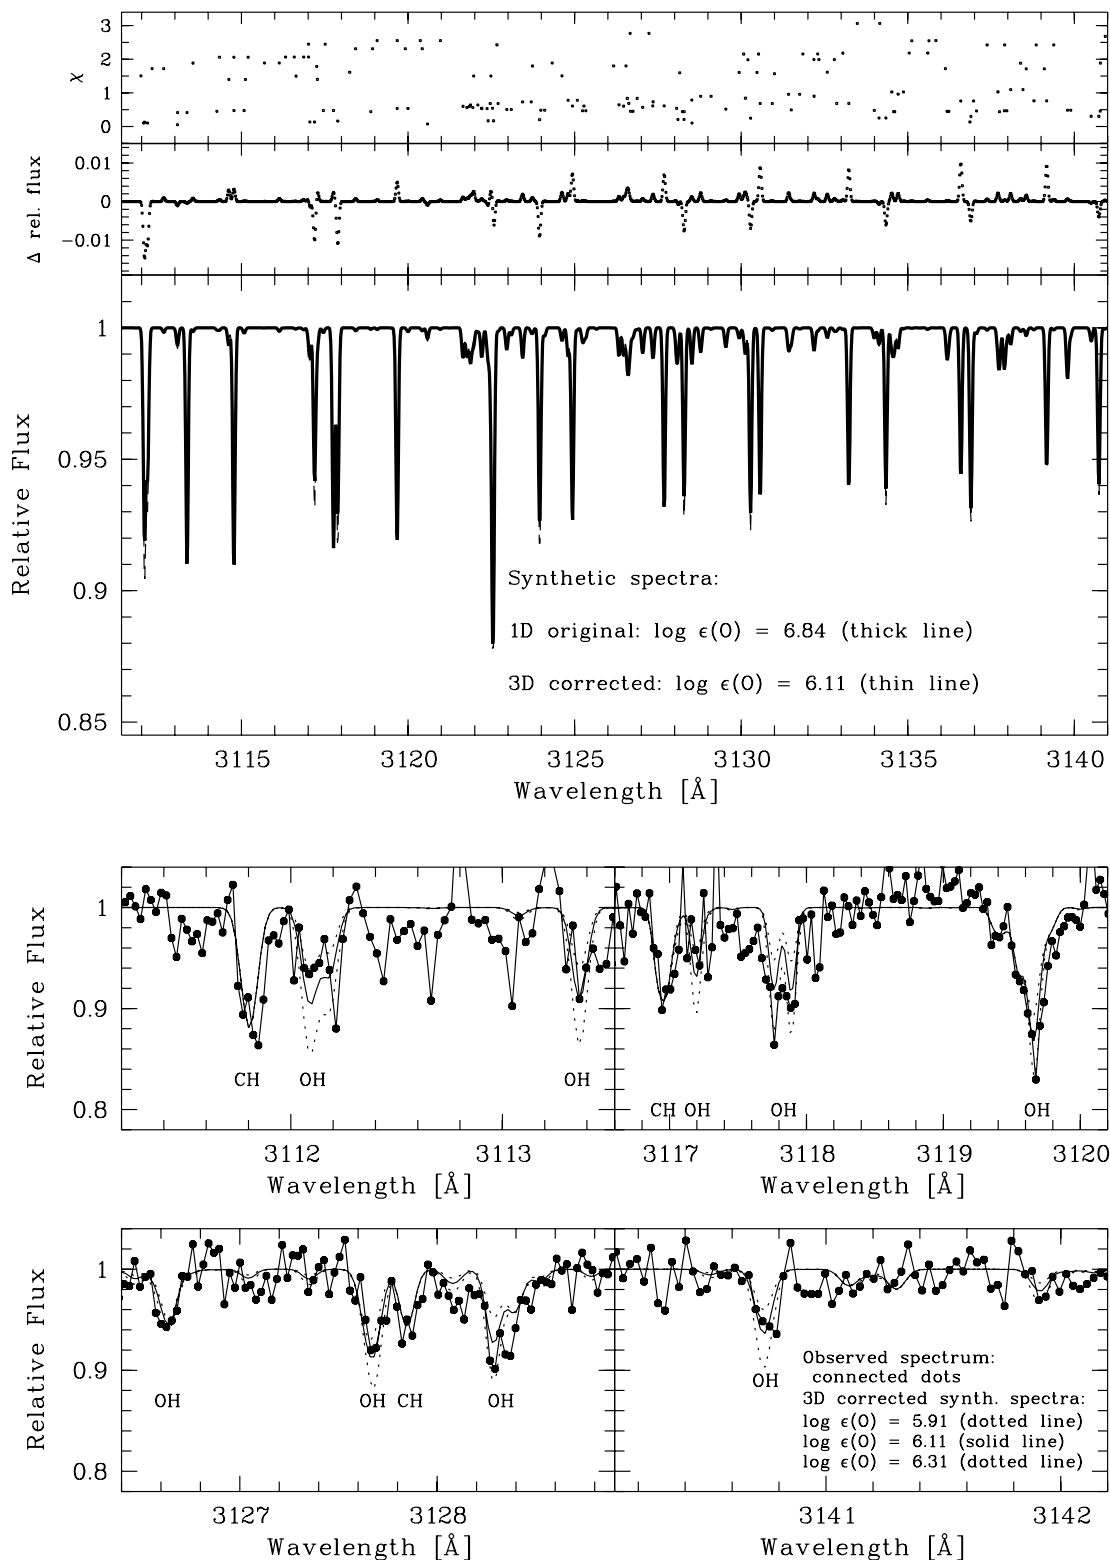 3
2
1
0
χ
0.01
0
−0.01
Δ rel. flux
1
0.95
0.9
0.85
Relative Flux
Synthetic spectra:
1D original: log ϵ(O) = 6.84 (thick line)
3D corrected: log ϵ(O) = 6.11 (thin line)
3115 3120 3125 3130 3135 3140
Wavelength [Å]
1
0.9
0.8
Relative Flux
CH OH OH
CH OH OH OH
3112 3113 3117 3118 3119 3120
Wavelength [Å] Wavelength [Å]
1
0.9
0.8
Relative Flux
OH OH CH OH
OH
Observed spectrum:
connected dots
3D corrected synth. spectra:
log ϵ(O) = 5.91 (dotted line)
log ϵ(O) = 6.11 (solid line)
log ϵ(O) = 6.31 (dotted line)
3127 3128 3141 3142
Wavelength [Å] Wavelength [Å]